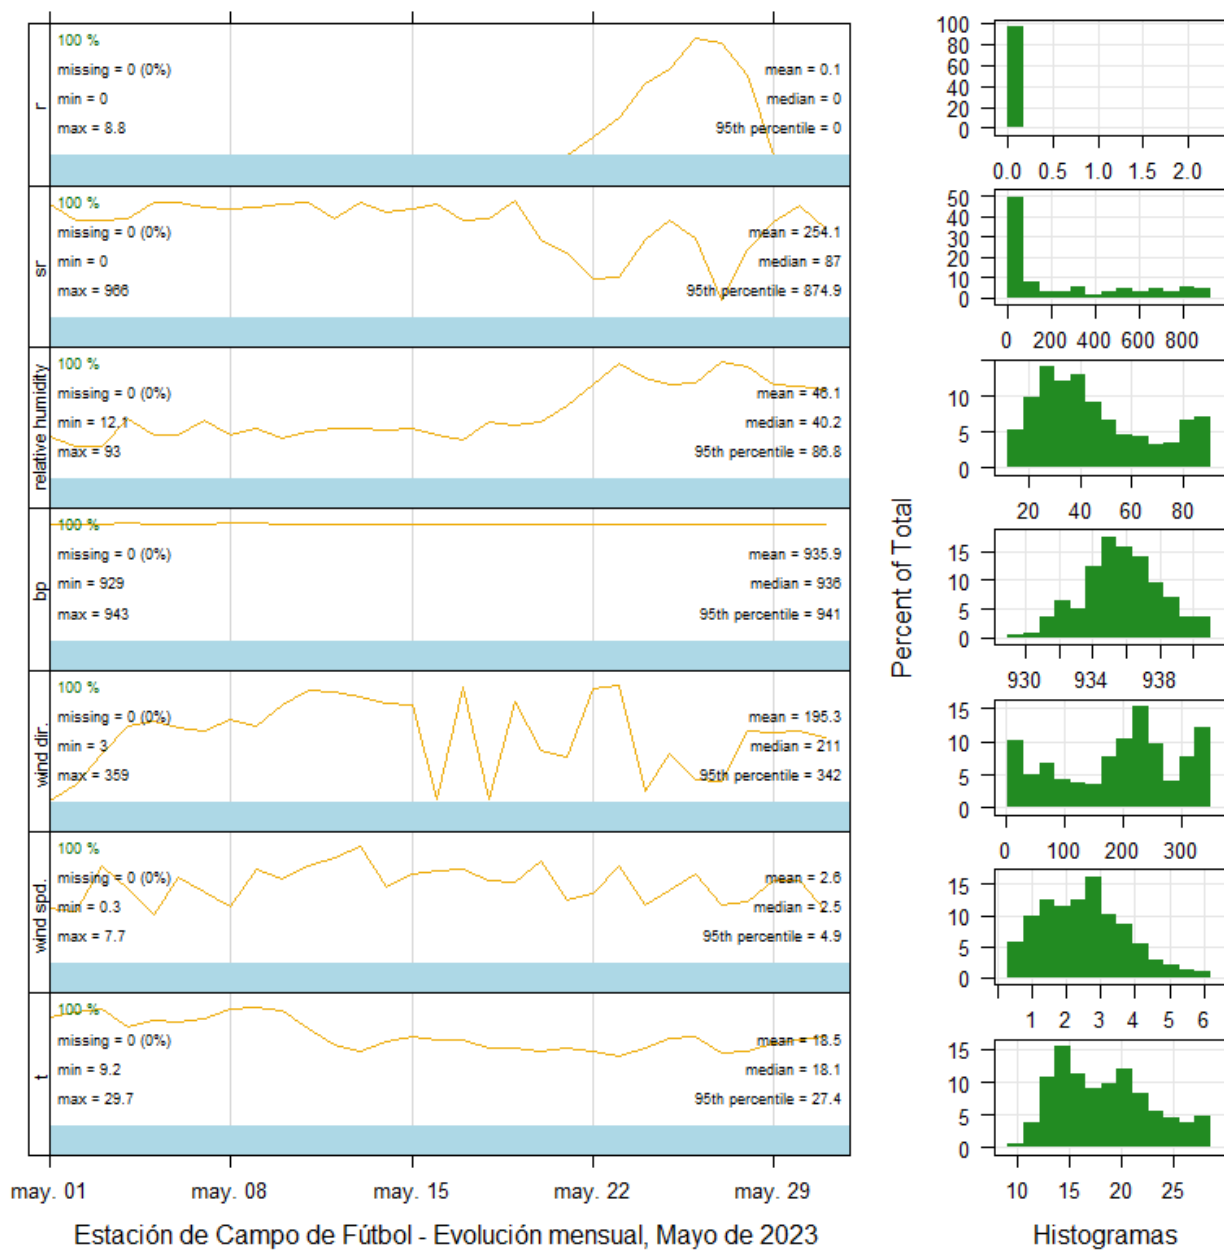 r
100 %
missing = 0 (0%)
min = 0
max = 8.8
mean = 0.1
median = 0
95th percentile = 0
100
80
60
40
20
0
0.0 0.5 1.0 1.5 2.0
sr
100 %
missing = 0 (0%)
min = 0
max = 966
mean = 254.1
median = 87
95th percentile = 874.9
50
40
30
20
10
0
0 200 400 600 800
relative humidity
100 %
missing = 0 (0%)
min = 12.1
max = 93
mean = 46.1
median = 40.2
95th percentile = 86.8
10
5
0
20 40 60 80
bp
100 %
missing = 0 (0%)
min = 929
max = 943
mean = 935.9
median = 936
95th percentile = 941
15
10
5
0
930 934 938
wind dir.
100 %
missing = 0 (0%)
min = 3
max = 359
mean = 195.3
median = 211
95th percentile = 342
15
10
5
0
0 100 200 300
wind spd.
100 %
missing = 0 (0%)
min = 0.3
max = 7.7
mean = 2.6
median = 2.5
95th percentile = 4.9
15
10
5
0
1 2 3 4 5 6
t
100 %
missing = 0 (0%)
min = 9.2
max = 29.7
mean = 18.5
median = 18.1
95th percentile = 27.4
15
10
5
0
10 15 20 25
Percent of Total
may. 01 may. 08 may. 15 may. 22 may. 29
Estación de Campo de Fútbol - Evolución mensual, Mayo de 2023
Histogramas